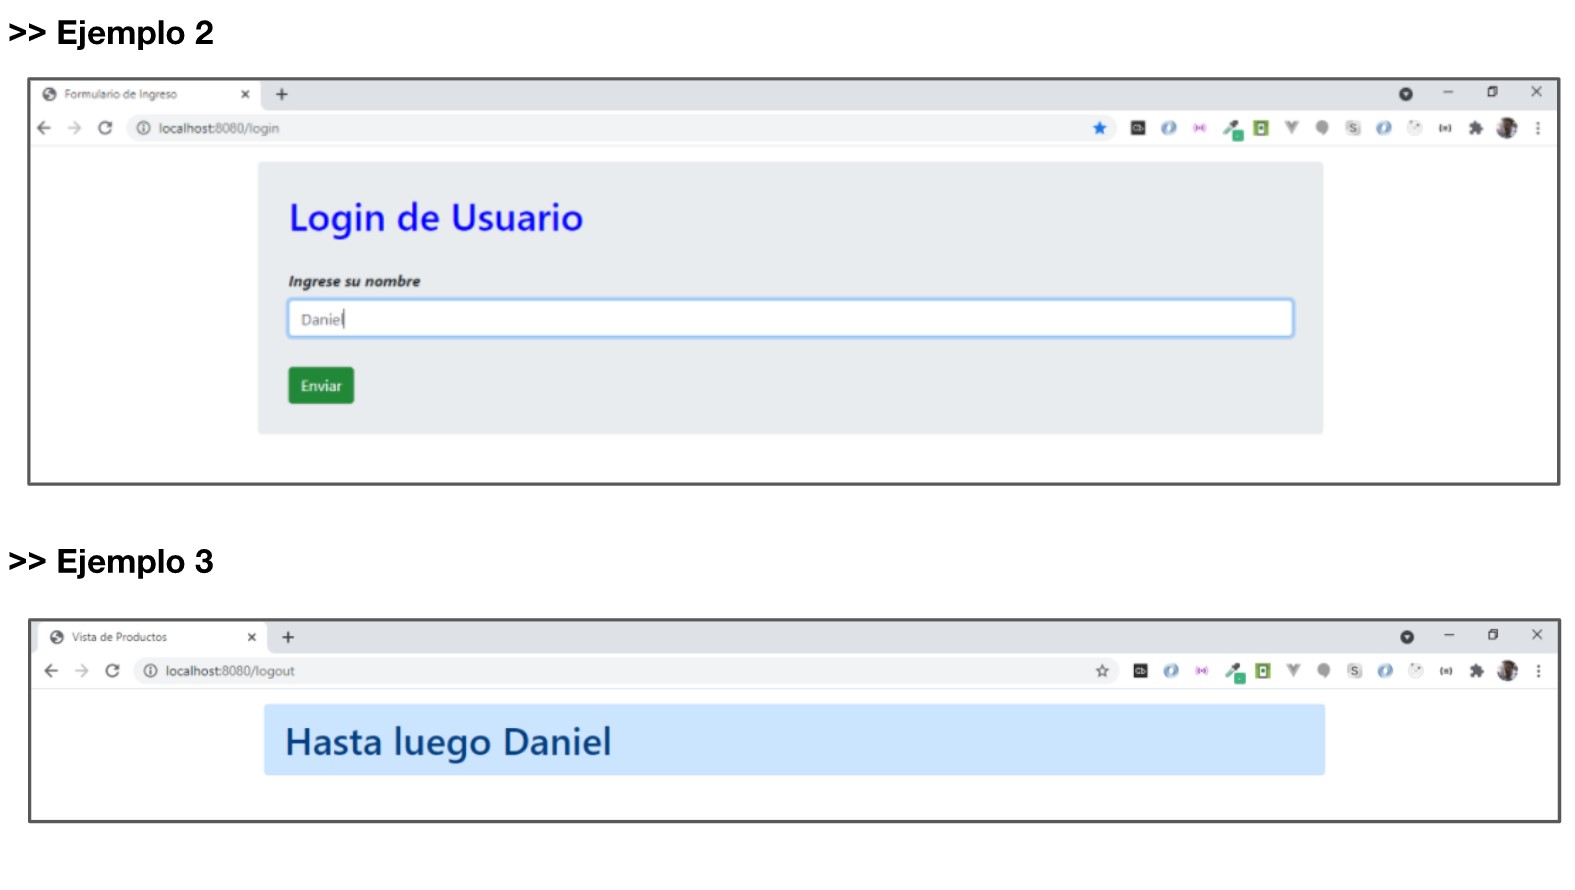 >> Ejemplo 2
Formulario de Ingreso
localhost:8080/login
Login de Usuario
Ingrese su nombre
Daniel
Enviar
>> Ejemplo 3
Vista de Productos
localhost:8080/logout
Hasta luego Daniel